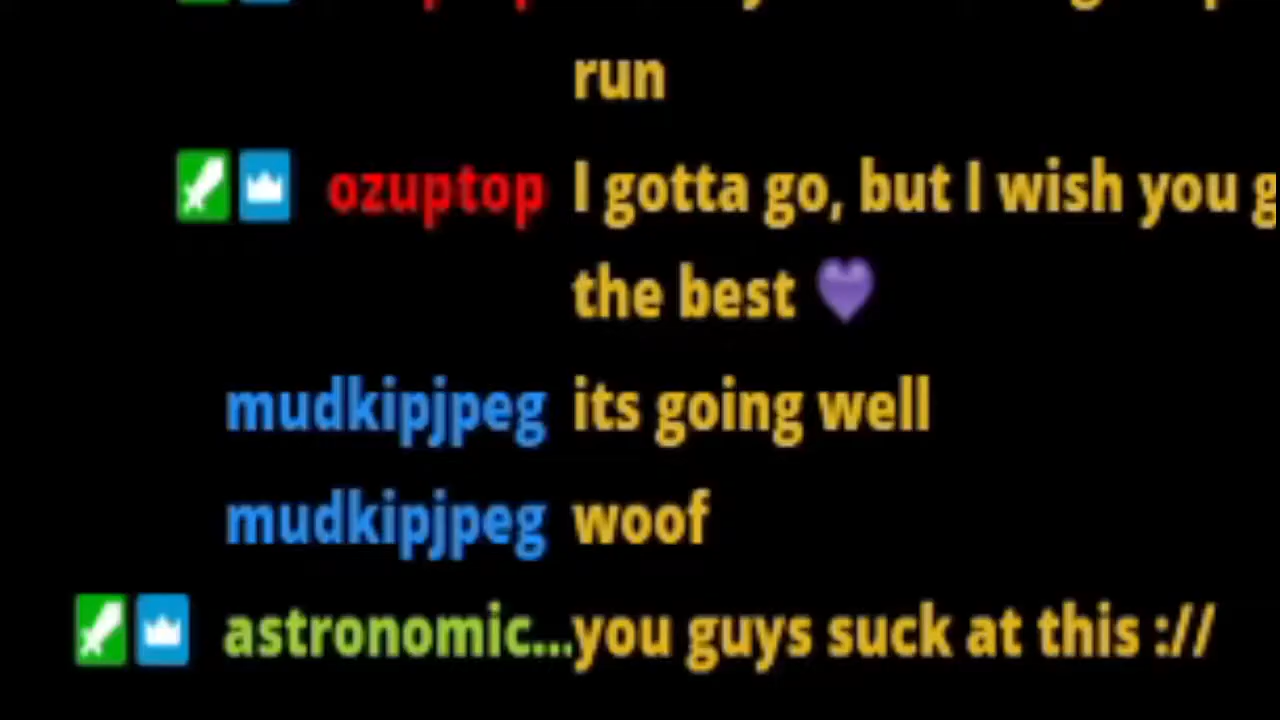 run
ozuptop I gotta go, but I wish you
the best 💜
mudkipjpeg its going well
mudkipjpeg woof
astronomic...you guys suck at this ://